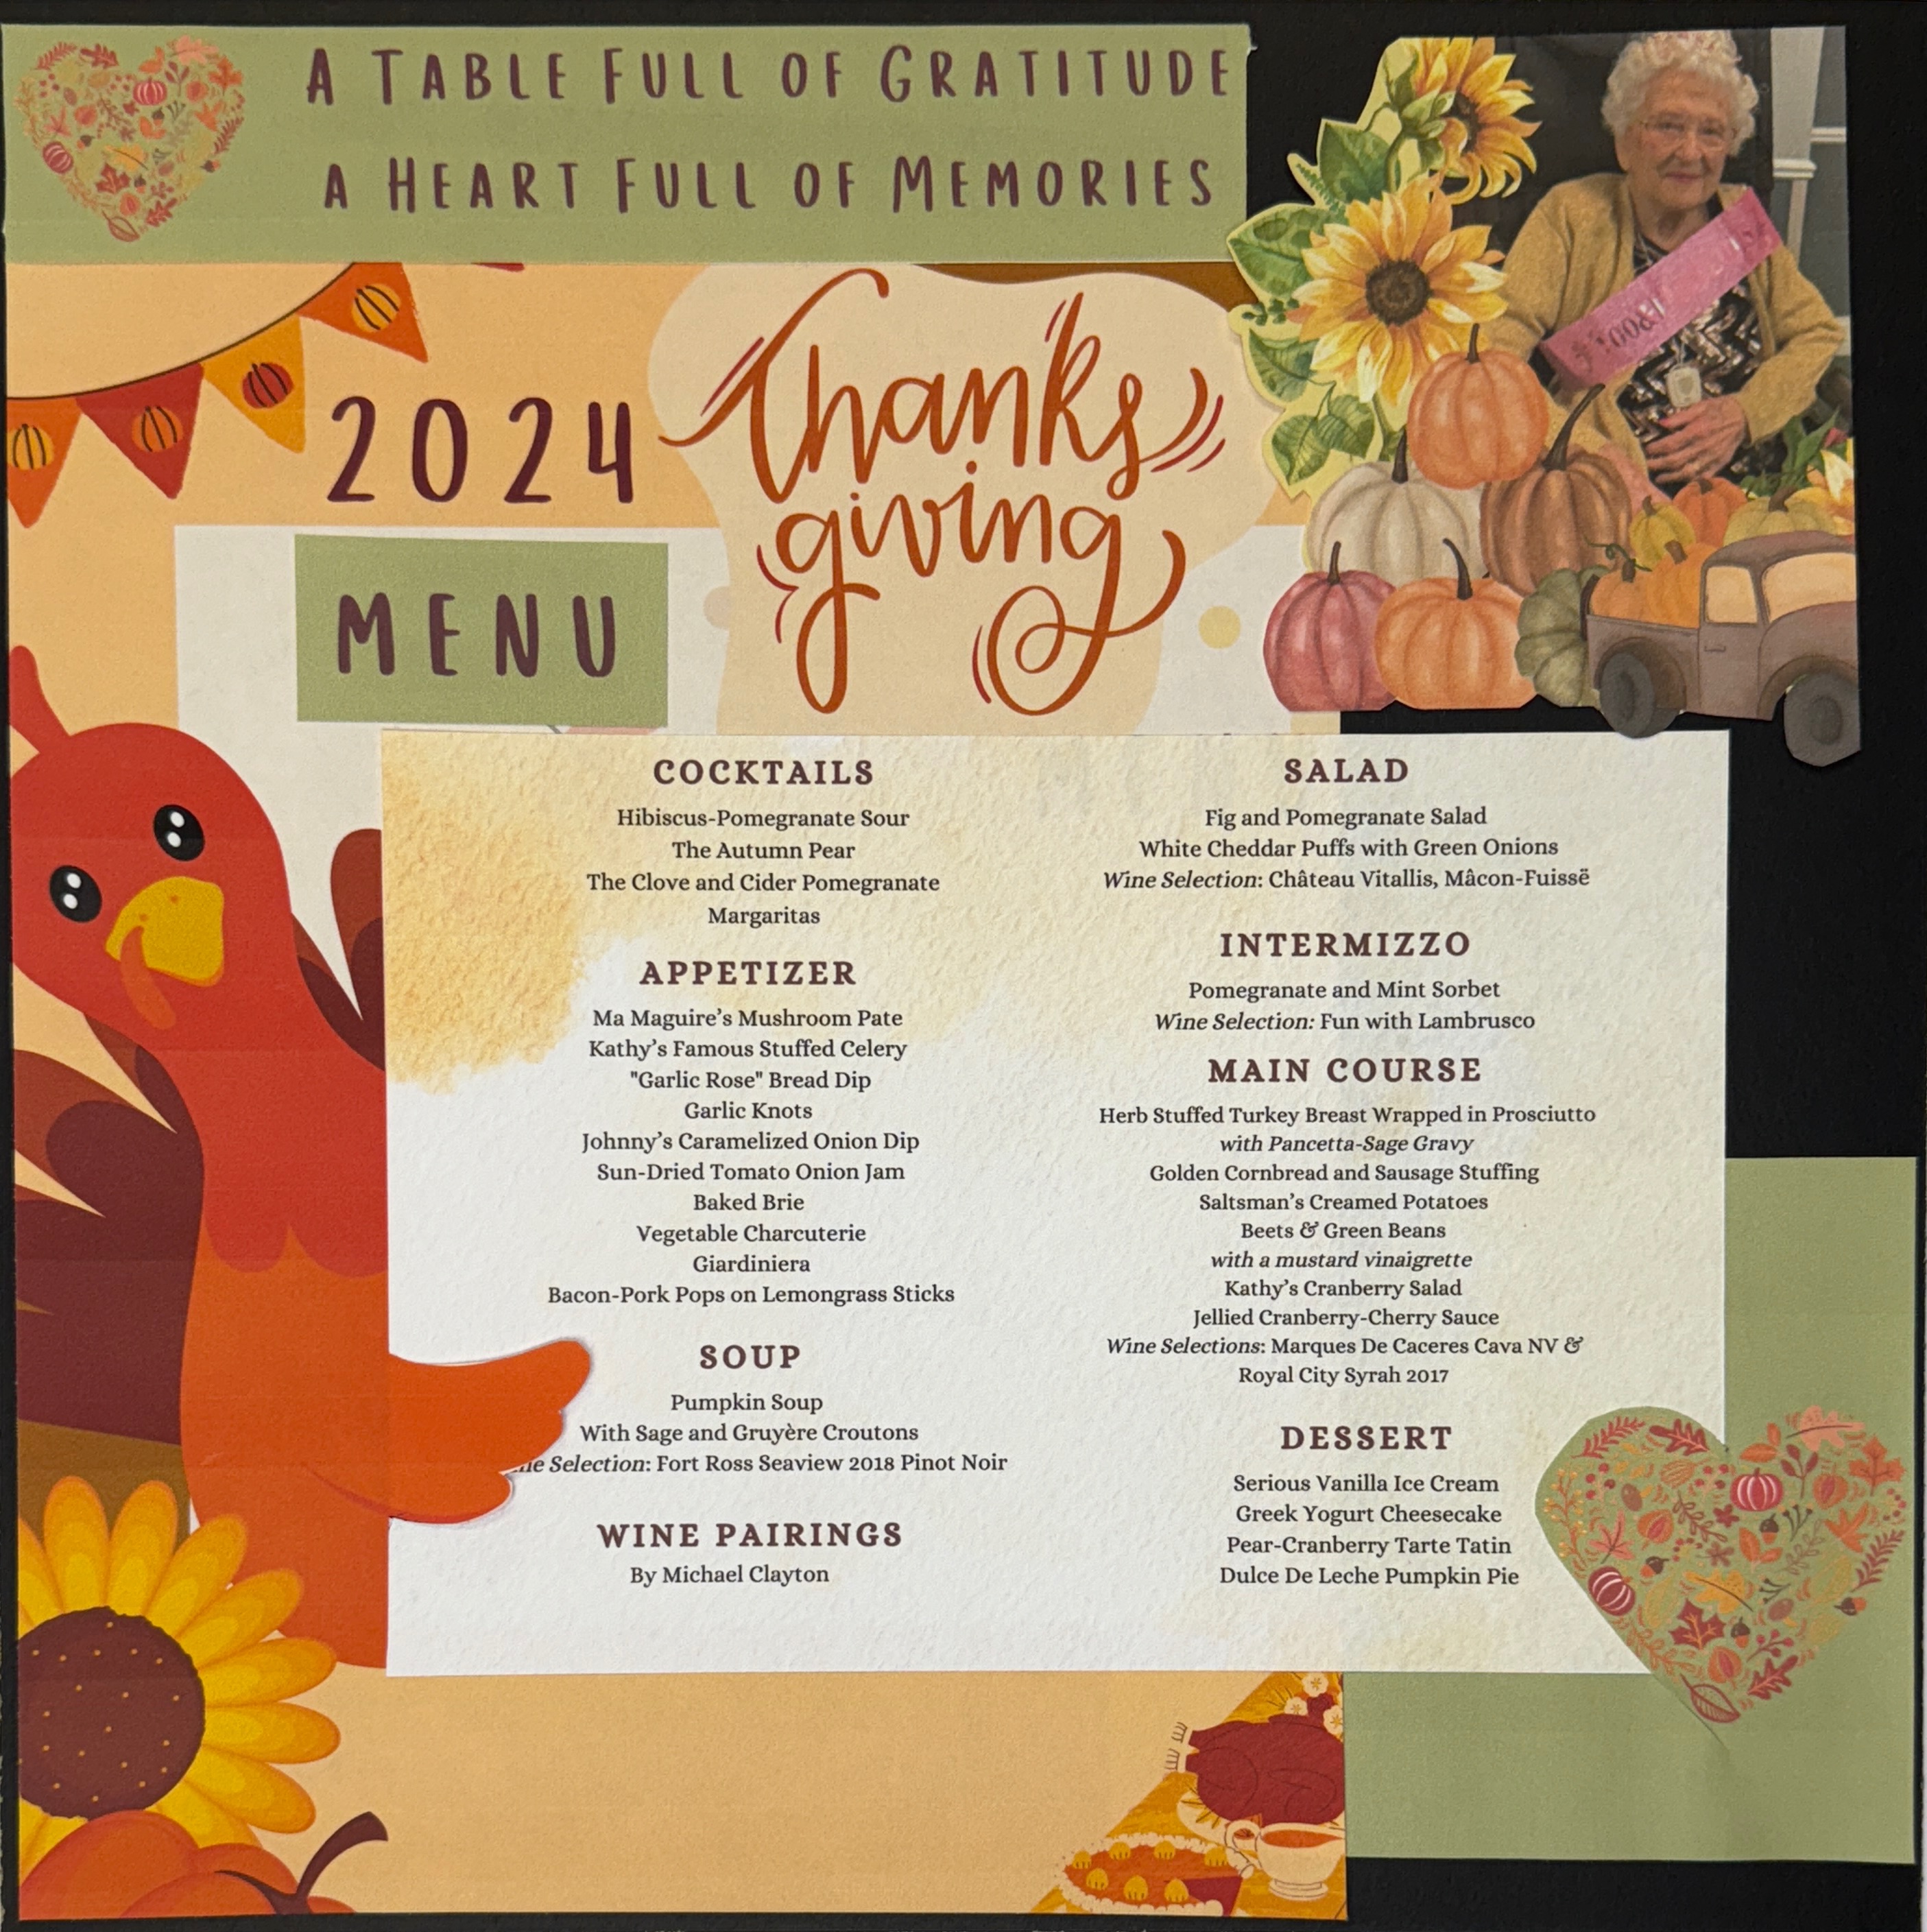 A TABLE FULL OF GRATITUDE
A HEART FULL OF MEMORIES
2024
Thanks
giving
MENU
COCKTAILS
Hibiscus-Pomegranate Sour
The Autumn Pear
The Clove and Cider Pomegranate
Margaritas
APPETIZER
Ma Maguire's Mushroom Pate
Kathy's Famous Stuffed Celery
"Garlic Rose" Bread Dip
Garlic Knots
Johnny's Caramelized Onion Dip
Sun-Dried Tomato Onion Jam
Baked Brie
Vegetable Charcuterie
Giardiniera
Bacon-Pork Pops on Lemongrass Sticks
SOUP
Pumpkin Soup
With Sage and Gruyère Croutons
Selection: Fort Ross Seaview 2018 Pinot Noir
WINE PAIRINGS
By Michael Clayton
SALAD
Fig and Pomegranate Salad
White Cheddar Puffs with Green Onions
Wine Selection: Château Vitallis, Mâcon-Fuissë
INTERMIZZO
Pomegranate and Mint Sorbet
Wine Selection: Fun with Lambrusco
MAIN COURSE
Herb Stuffed Turkey Breast Wrapped in Prosciutto
with Pancetta-Sage Gravy
Golden Cornbread and Sausage Stuffing
Saltsman's Creamed Potatoes
Beets & Green Beans
with a mustard vinaigrette
Kathy's Cranberry Salad
Jellied Cranberry-Cherry Sauce
Wine Selections: Marques De Caceres Cava NV &
Royal City Syrah 2017
DESSERT
Serious Vanilla Ice Cream
Greek Yogurt Cheesecake
Pear-Cranberry Tarte Tatin
Dulce De Leche Pumpkin Pie